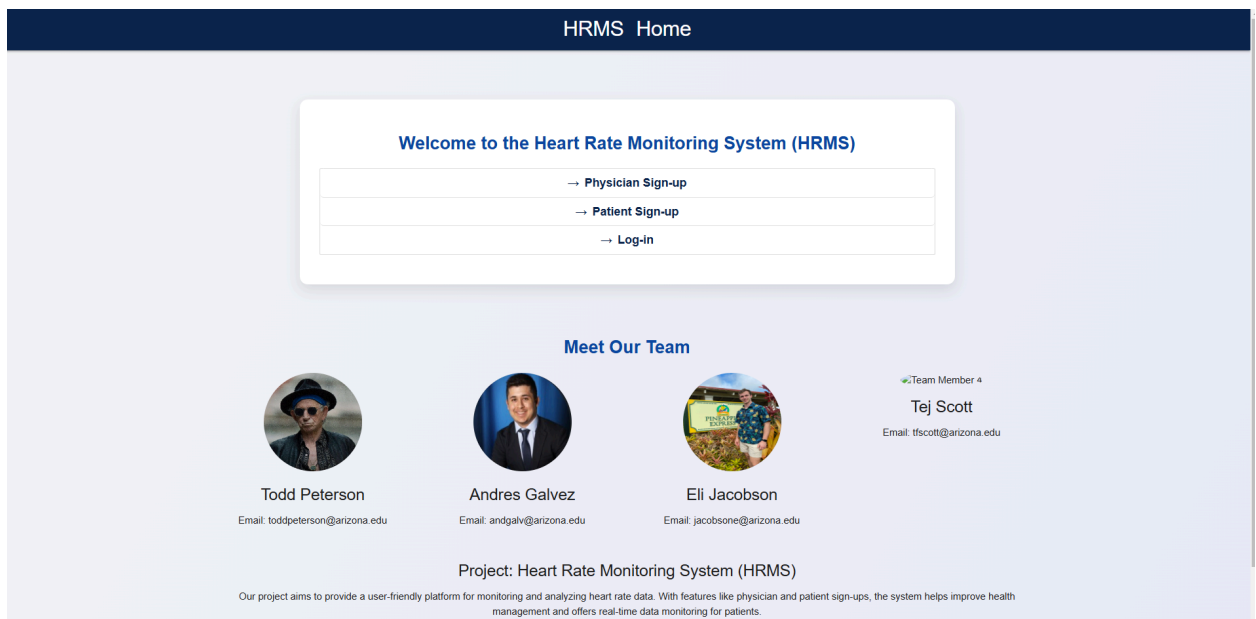 HRMS Home
Welcome to the Heart Rate Monitoring System (HRMS)
→ Physician Sign-up
→ Patient Sign-up
→ Log-in
Meet Our Team
PINEAPPLE
EXPRESS
Todd Peterson
Email: toddpeterson@arizona.edu
Andres Galvez
Email: andgalv@arizona.edu
Eli Jacobson
Email: jacobsone@arizona.edu
Team Member 4
Tej Scott
Email: tfscott@arizona.edu
Project: Heart Rate Monitoring System (HRMS)
Our project aims to provide a user-friendly platform for monitoring and analyzing heart rate data. With features like physician and patient sign-ups, the system helps improve health
management and offers real-time data monitoring for patients.